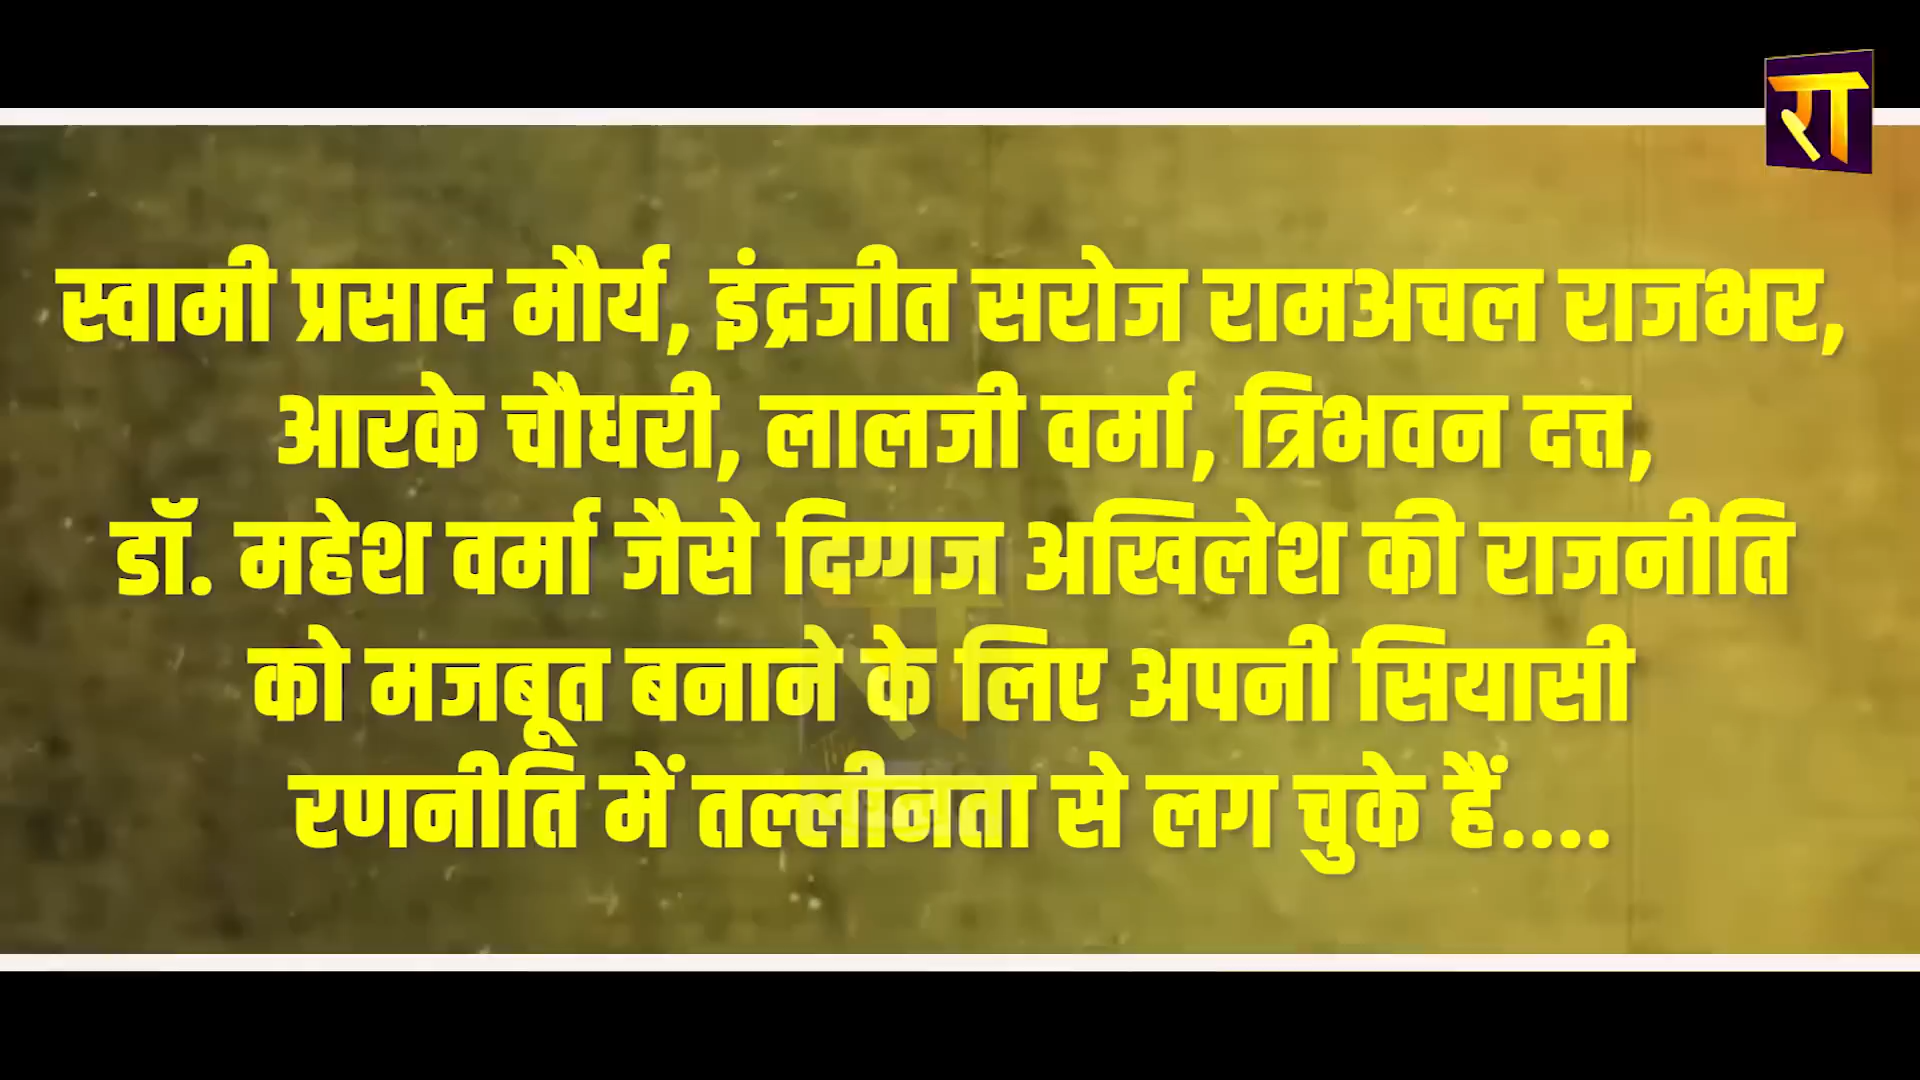 रा
स्वामी प्रसाद मौर्य, इंद्रजीत सरोज रामअचल राजभर,
आरके चौधरी, लालजी वर्मा, त्रिभवन दत्त,
डॉ. महेश वर्मा जैसे दिग्गज अखिलेश की राजनीति
को मजबूत बनाने के लिए अपनी सियासी
रणनीति में तल्लीनता से लग चुके हैं....